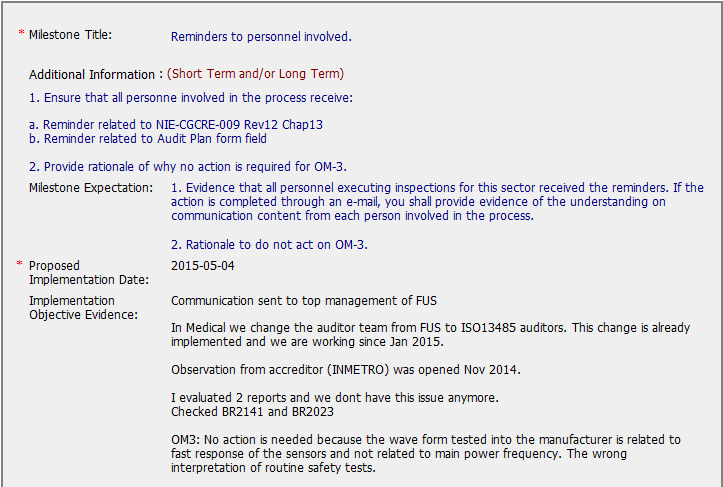 * Milestone Title: Reminders to personnel involved.
Additional Information : (Short Term and/or Long Term)
1. Ensure that all personne involved in the process receive:
a. Reminder related to NIE-CGCRE-009 Rev12 Chap13
b. Reminder related to Audit Plan form field
2. Provide rationale of why no action is required for OM-3.
Milestone Expectation: 1. Evidence that all personnel executing inspections for this sector received the reminders. If the
action is completed through an e-mail, you shall provide evidence of the understanding on
communication content from each person involved in the process.
2. Rationale to do not act on OM-3.
* Proposed 2015-05-04
Implementation Date:
Implementation Communication sent to top management of FUS
Objective Evidence:
In Medical we change the auditor team from FUS to ISO13485 auditors. This change is already
implemented and we are working since Jan 2015.
Observation from accreditor (INMETRO) was opened Nov 2014.
I evaluated 2 reports and we dont have this issue anymore.
Checked BR2141 and BR2023
OM3: No action is needed because the wave form tested into the manufacturer is related to
fast response of the sensors and not related to main power frequency. The wrong
interpretation of routine safety tests.